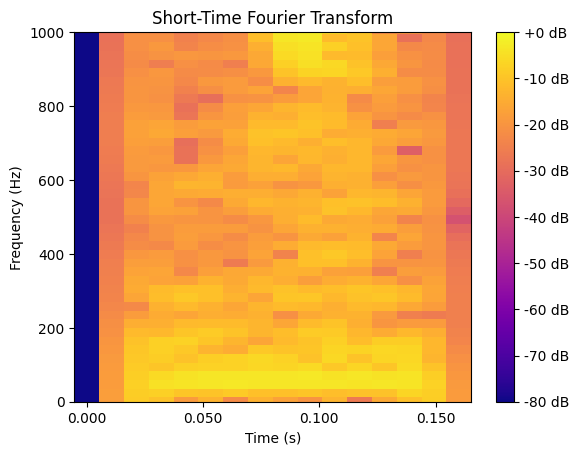 Short-Time Fourier Transform
1000
800
600
400
200
0
Frequency (Hz)
0.000
0.050
0.100
0.150
Time (s)
+0 dB
-10 dB
-20 dB
-30 dB
-40 dB
-50 dB
-60 dB
-70 dB
-80 dB